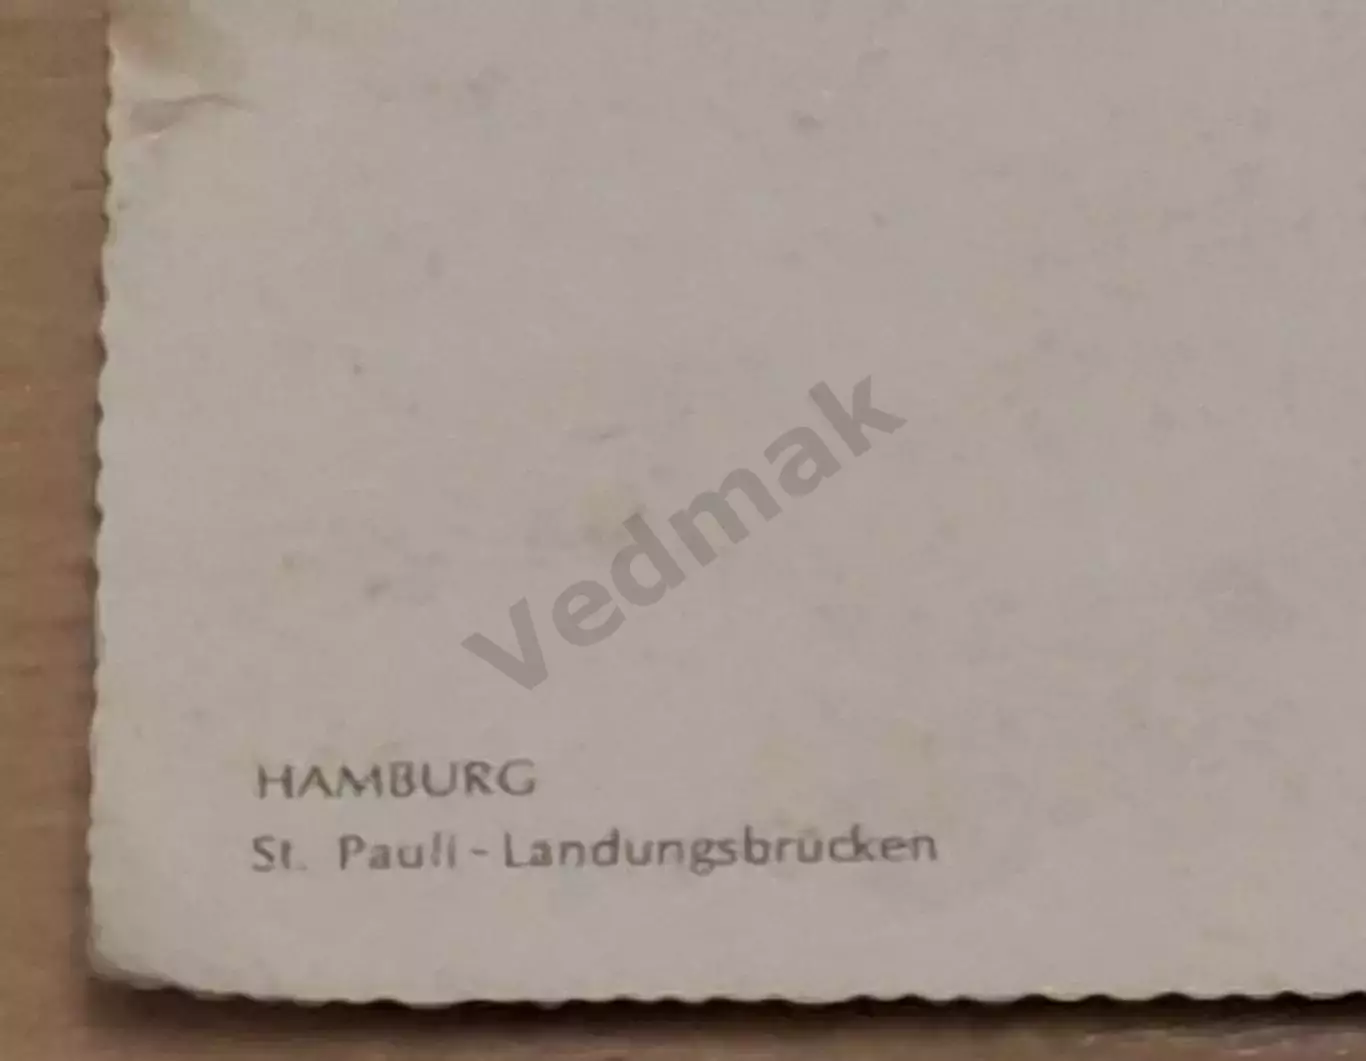 Vedmak
HAMBURG
St. Pauli - Landungsbrücken